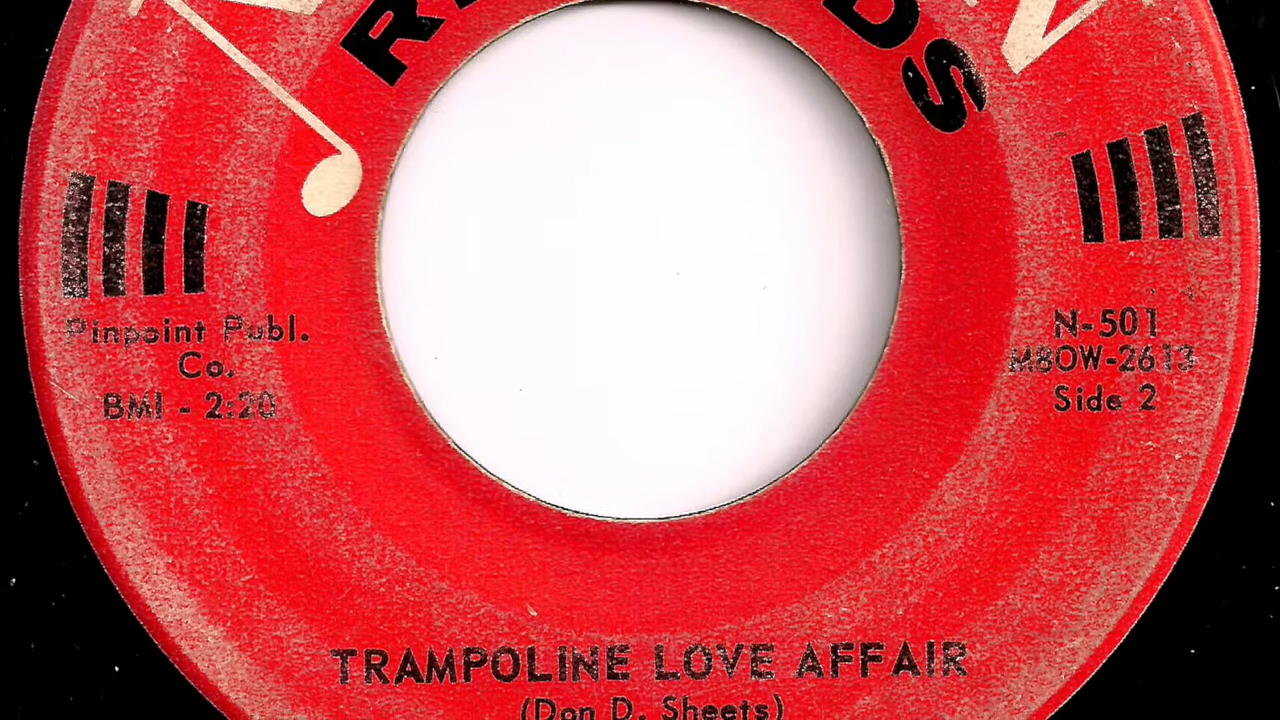 Pinpoint Publ.
Co.
BMI - 2:20
N-501
M8OW-2613
Side 2
TRAMPOLINE LOVE AFFAIR
(Don D. Sheets)